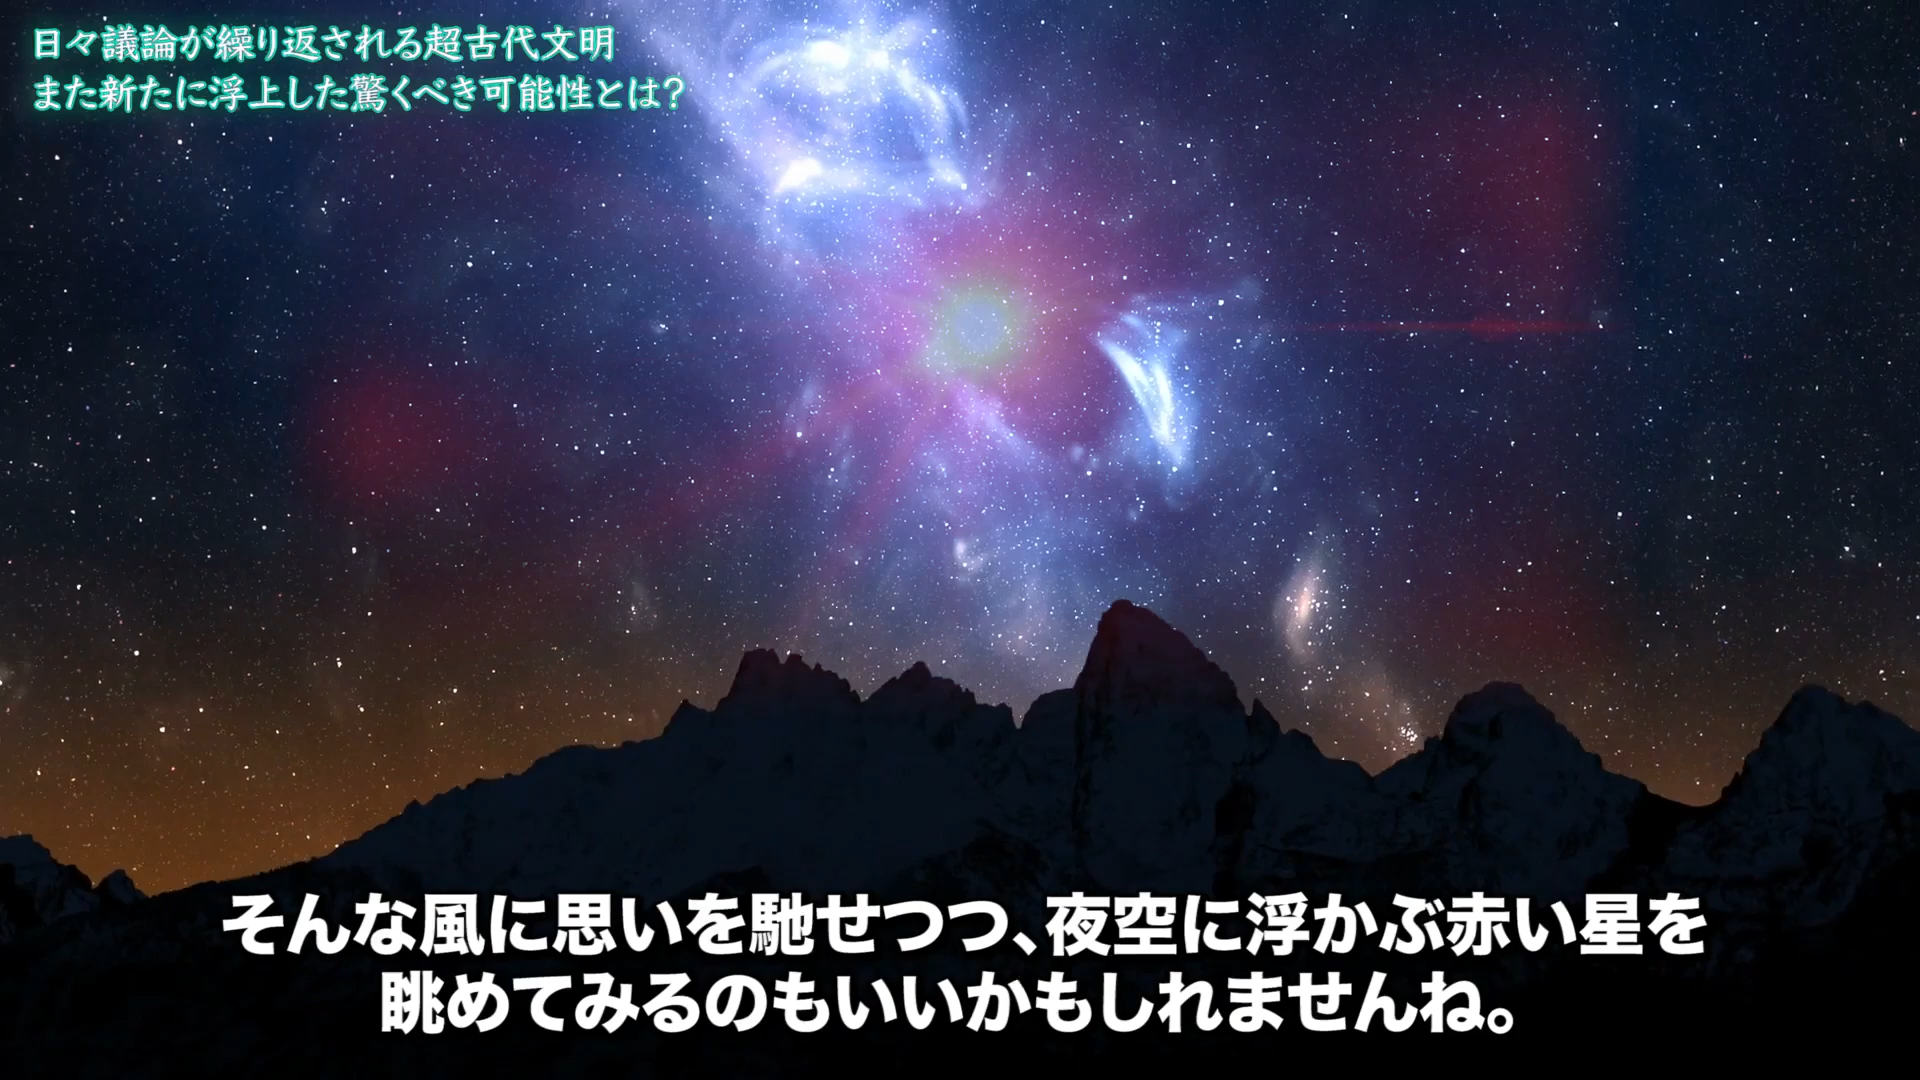 日々議論が繰り返される超古代文明
また新たに浮上した驚くべき可能性とは?
そんな風に思いを馳せつつ、夜空に浮かぶ赤い星を
眺めてみるのもいいかもしれませんね。